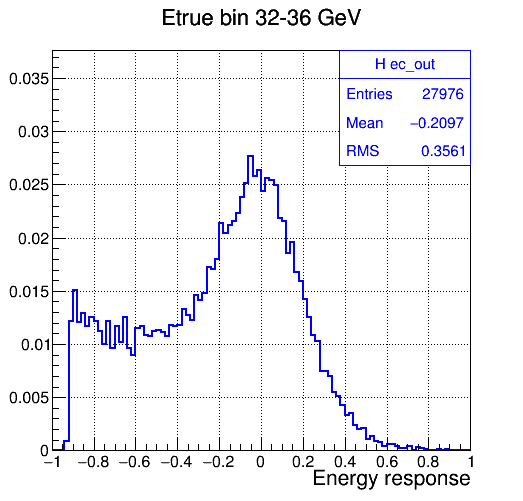 Etrue bin 32-36 GeV
H ec_out
Entries 27976
Mean −0.2097
RMS 0.3561
0.035
0.03
0.025
0.02
0.015
0.01
0.005
0
−1 −0.8 −0.6 −0.4 −0.2 0 0.2 0.4 0.6 0.8 1
Energy response